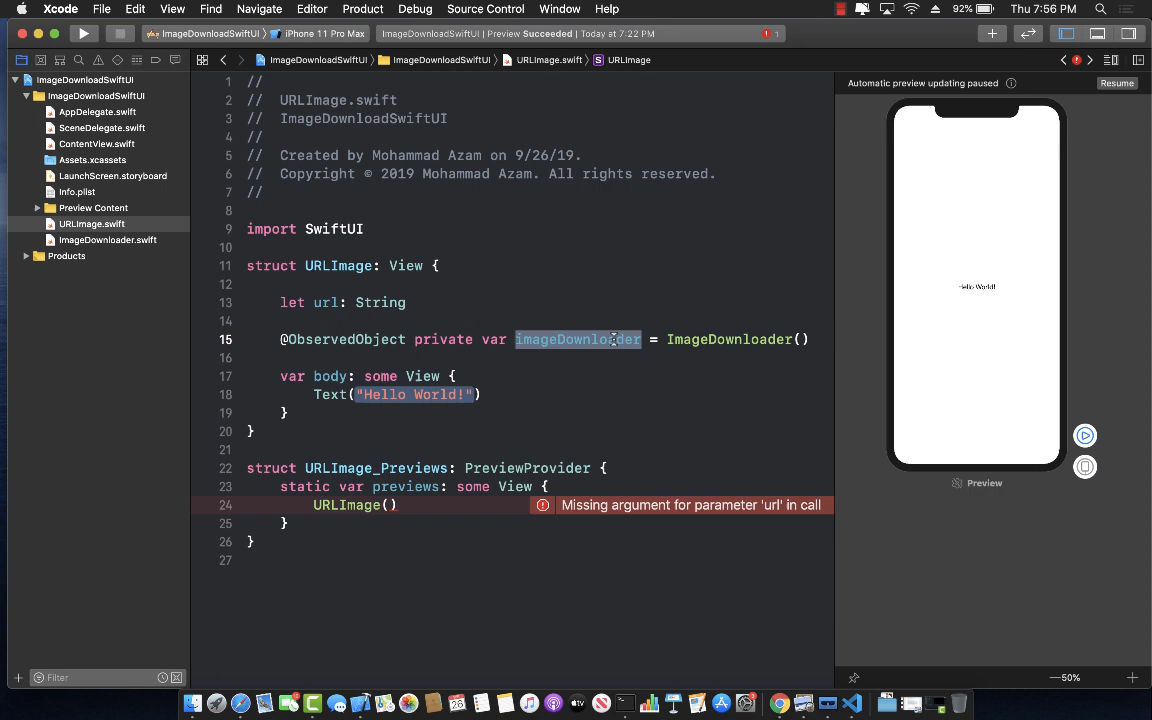 Xcode File Edit View Find Navigate Editor Product Debug Source Control Window Help 92% Thu 7:56 PM
ImageDownloadSwiftUI iPhone 11 Pro Max ImageDownloadSwiftUI | Preview Succeeded | Today at 7:22 PM 1
ImageDownloadSwiftUI ImageDownloadSwiftUI URLImage.swift S URLImage
ImageDownloadSwiftUI
ImageDownloadSwiftUI
AppDelegate.swift
SceneDelegate.swift
ContentView.swift
Assets.xcassets
LaunchScreen.storyboard
Info.plist
Preview Content
URLImage.swift
ImageDownloader.swift
Products
Filter
1 //
2 // URLImage.swift
3 // ImageDownloadSwiftUI
4 //
5 // Created by Mohammad Azam on 9/26/19.
6 // Copyright © 2019 Mohammad Azam. All rights reserved.
7 //
8
9 import SwiftUI
10
11 struct URLImage: View {
12
13 let url: String
14
15 @ObservedObject private var imageDownloader = ImageDownloader()
16
17 var body: some View {
18 Text("Hello World!")
19 }
20 }
21
22 struct URLImage_Previews: PreviewProvider {
23 static var previews: some View {
24 URLImage() Missing argument for parameter 'url' in call
25 }
26 }
27
Automatic preview updating paused Resume
Hello World!
Preview
50%